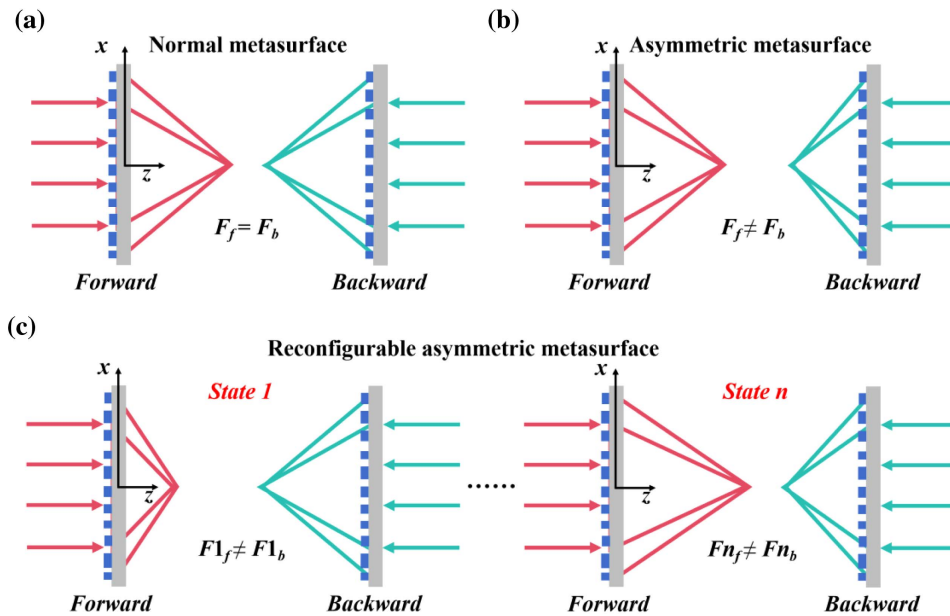 (a)
Normal metasurface
x
z
F_f = F_b
Forward
Backward
(b)
Asymmetric metasurface
x
z
F_f ≠ F_b
Forward
Backward
(c)
Reconfigurable asymmetric metasurface
x
State 1
z
F1_f ≠ F1_b
Forward
Backward
......
x
State n
z
Fn_f ≠ Fn_b
Forward
Backward